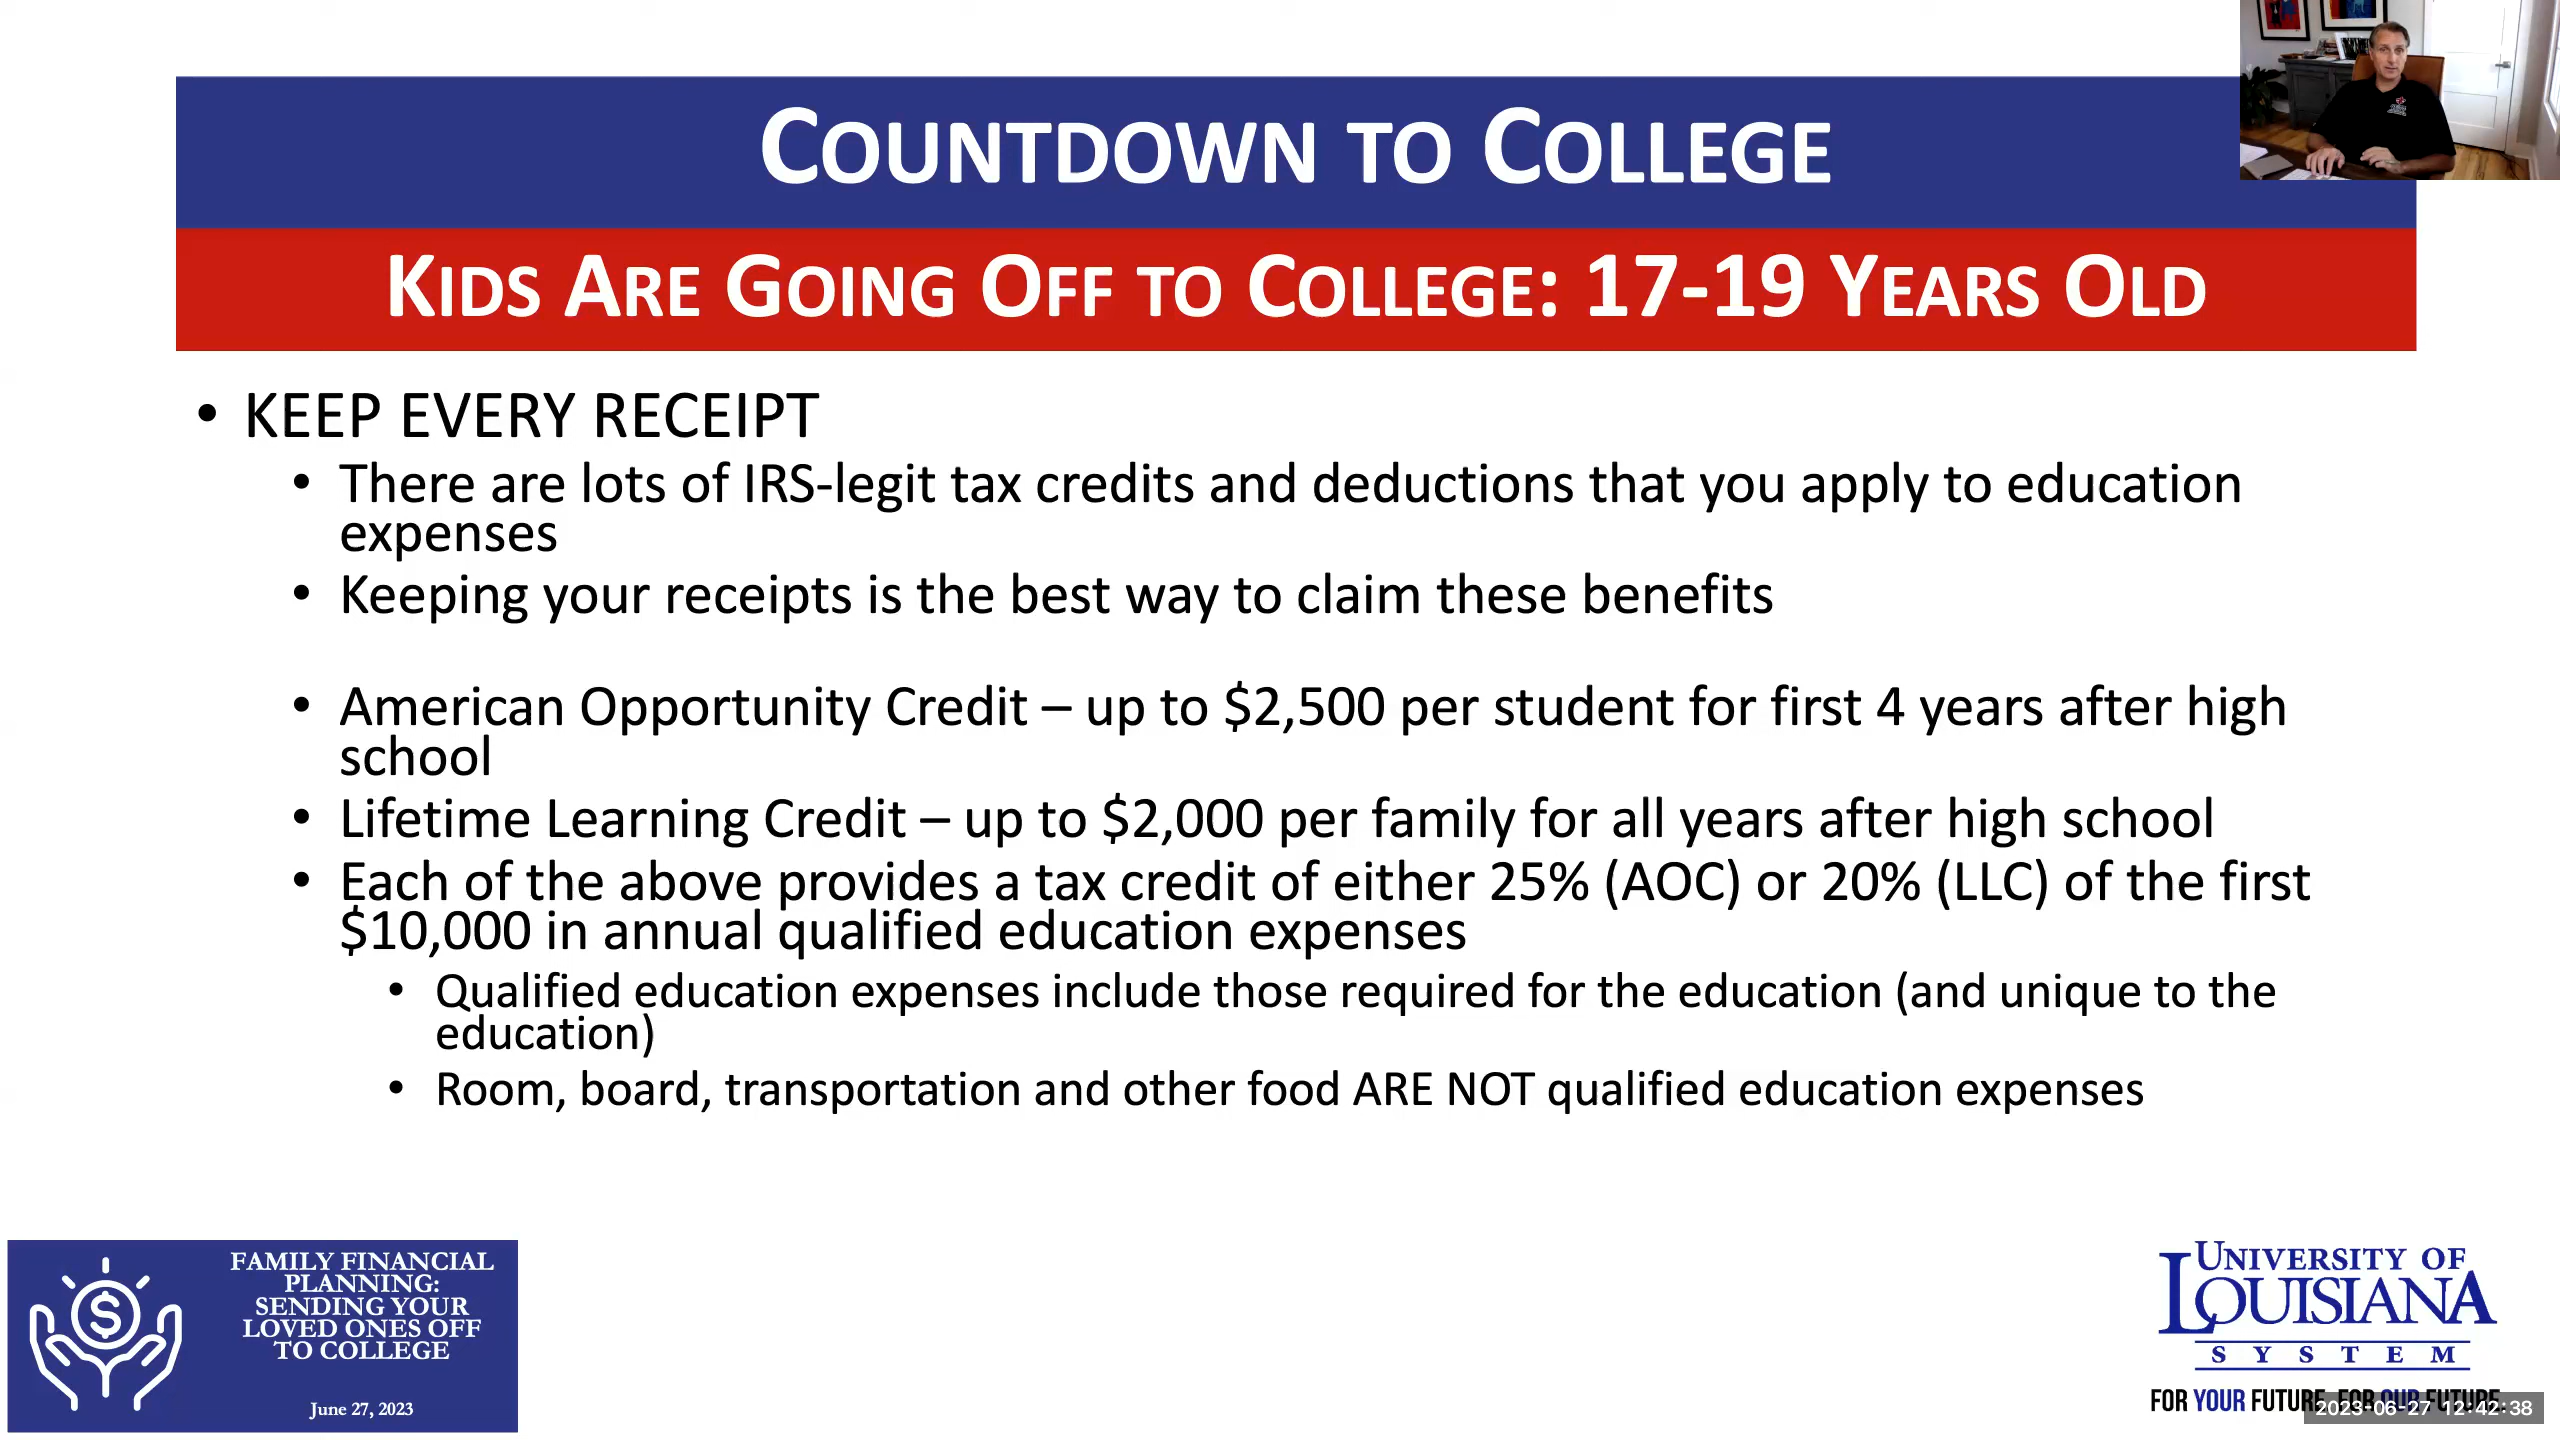 COUNTDOWN TO COLLEGE
KIDS ARE GOING OFF TO COLLEGE: 17-19 YEARS OLD
• KEEP EVERY RECEIPT
• There are lots of IRS-legit tax credits and deductions that you apply to education
expenses
• Keeping your receipts is the best way to claim these benefits
• American Opportunity Credit – up to $2,500 per student for first 4 years after high
school
• Lifetime Learning Credit – up to $2,000 per family for all years after high school
• Each of the above provides a tax credit of either 25% (AOC) or 20% (LLC) of the first
$10,000 in annual qualified education expenses
• Qualified education expenses include those required for the education (and unique to the
education)
• Room, board, transportation and other food ARE NOT qualified education expenses
$
FAMILY FINANCIAL
PLANNING:
SENDING YOUR
LOVED ONES OFF
TO COLLEGE
June 27, 2023
UNIVERSITY OF
LOUISIANA
SYSTEM
FOR YOUR FUTURE. FOR OUR FUTURE.
2023-06-27 12:42:38